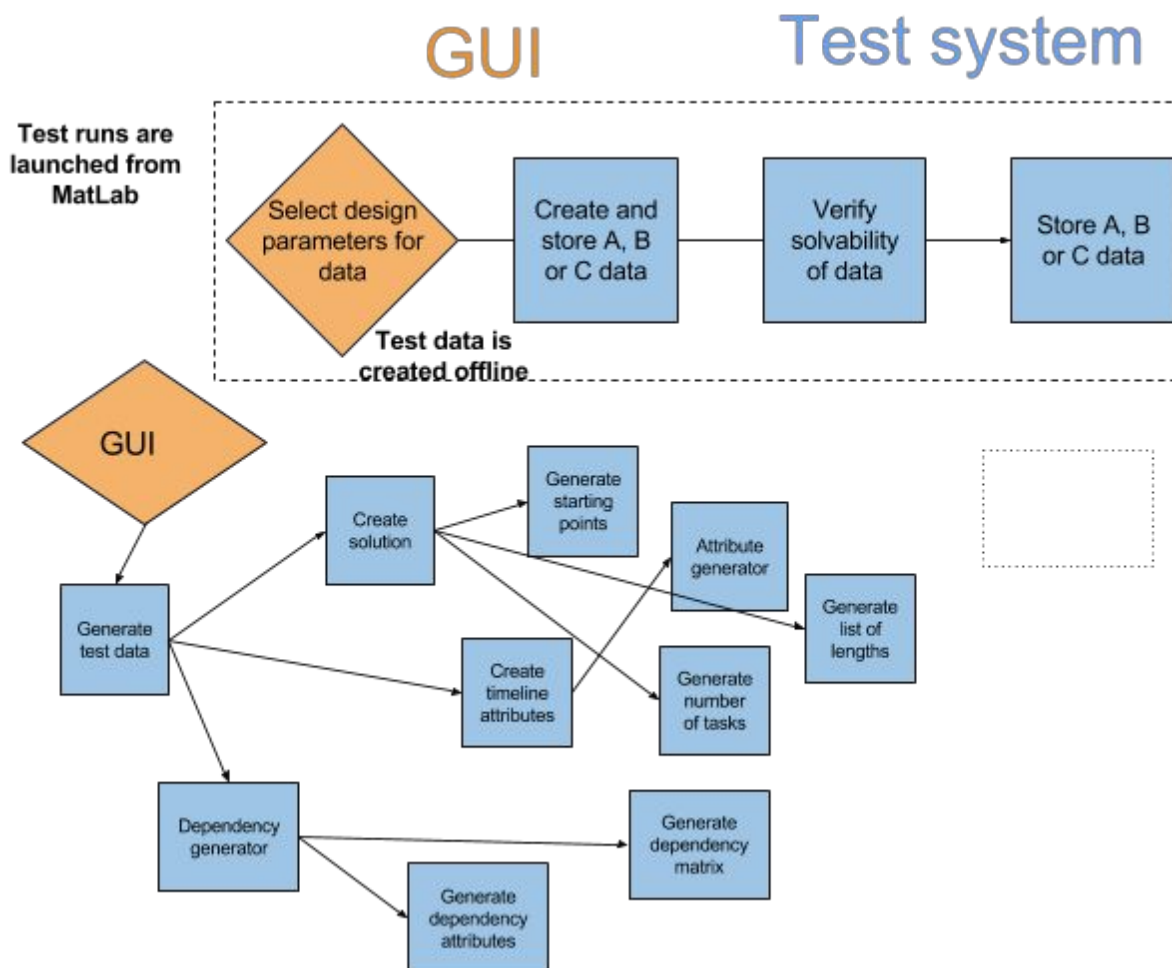 GUI
Test system
Test runs are
launched from
MatLab
Select design
parameters for
data
Create and
store A, B
or C data
Verify
solvability
of data
Store A, B
or C data
Test data is
created offline
GUI
Generate
test data
Create
solution
Generate
starting
points
Attribute
generator
Generate
list of
lengths
Create
timeline
attributes
Generate
number
of tasks
Dependency
generator
Generate
dependency
matrix
Generate
dependency
attributes